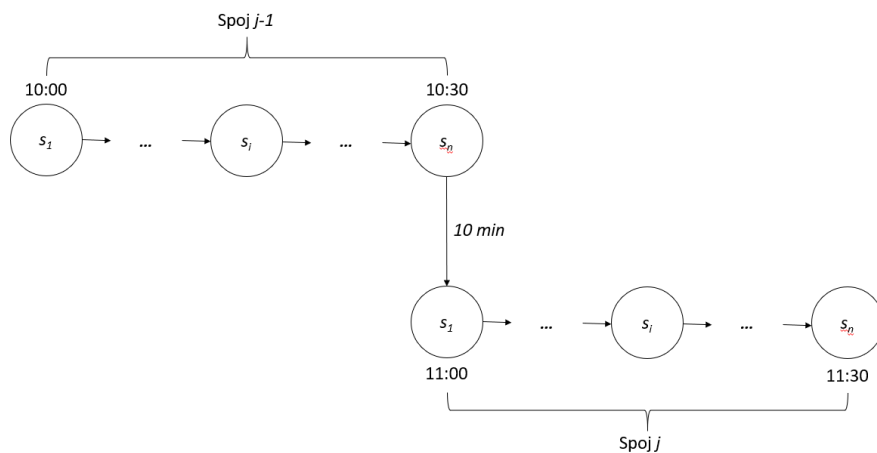 Spoj j-1
10:00 10:30
s1 ... si ... sn
10 min
s1 ... si ... sn
11:00 11:30
Spoj j